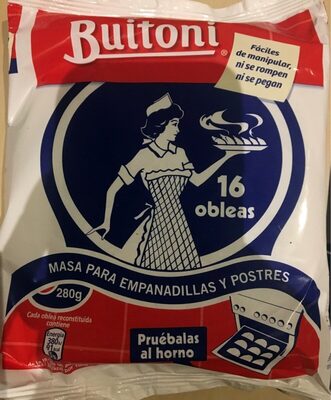 Buitoni
®
Fáciles
de manipular,
ni se rompen
ni se pegan
16
obleas
MASA PARA EMPANADILLAS Y POSTRES
280g
Cada oblea reconstituida
contiene
Energía
Pruébalas
al horno